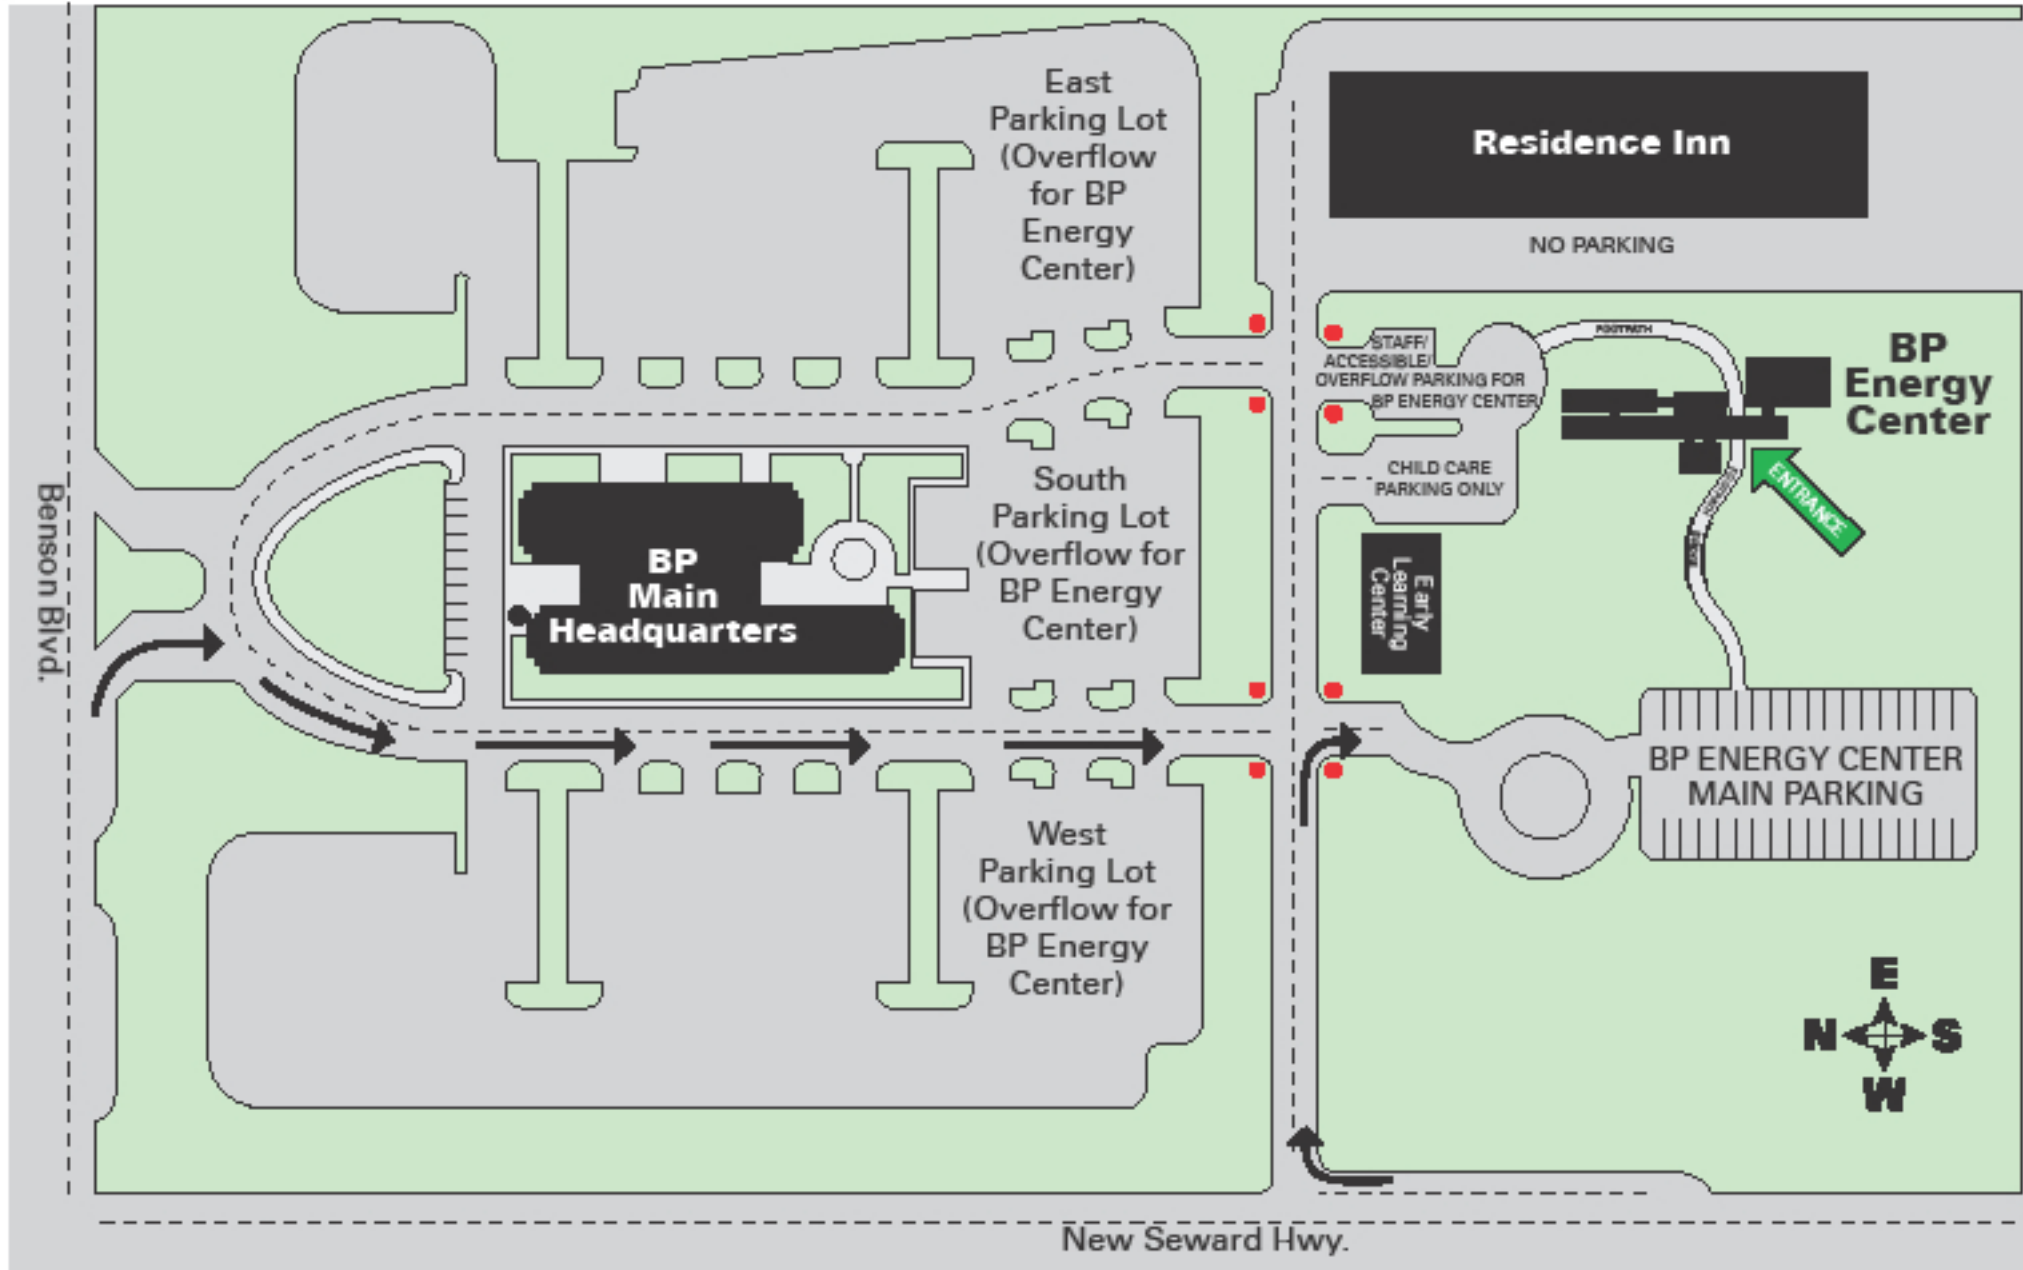 East
Parking Lot
(Overflow
for BP
Energy
Center)
Residence Inn
NO PARKING
FOOTPATH
STAFF/
ACCESSIBLE/
OVERFLOW PARKING FOR
BP ENERGY CENTER
BP
Energy
Center
CHILD CARE
PARKING ONLY
ENTRANCE
Benson Blvd.
BP
Main
Headquarters
South
Parking Lot
(Overflow for
BP Energy
Center)
Early
Learning
Center
BP ENERGY CENTER
MAIN PARKING
West
Parking Lot
(Overflow for
BP Energy
Center)
E
N S
W
New Seward Hwy.